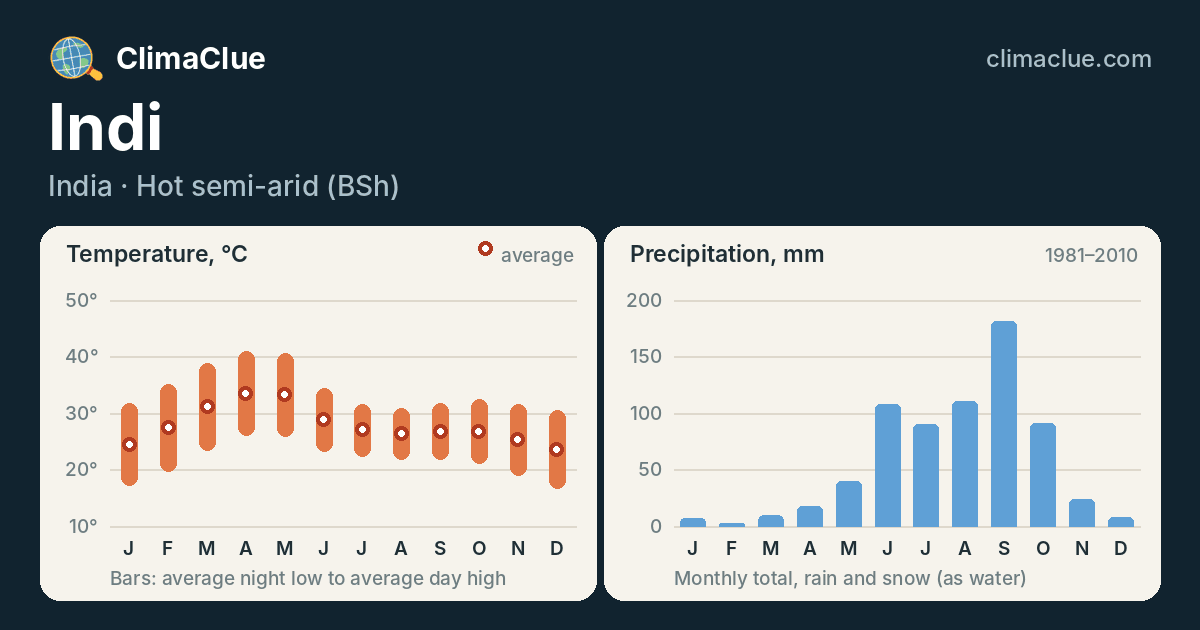 ClimaClue
climaclue.com
Indi
India · Hot semi-arid (BSh)
Temperature, °C
average
50°
40°
30°
20°
10°
J F M A M J J A S O N D
Bars: average night low to average day high
Precipitation, mm
1981–2010
200
150
100
50
0
J F M A M J J A S O N D
Monthly total, rain and snow (as water)